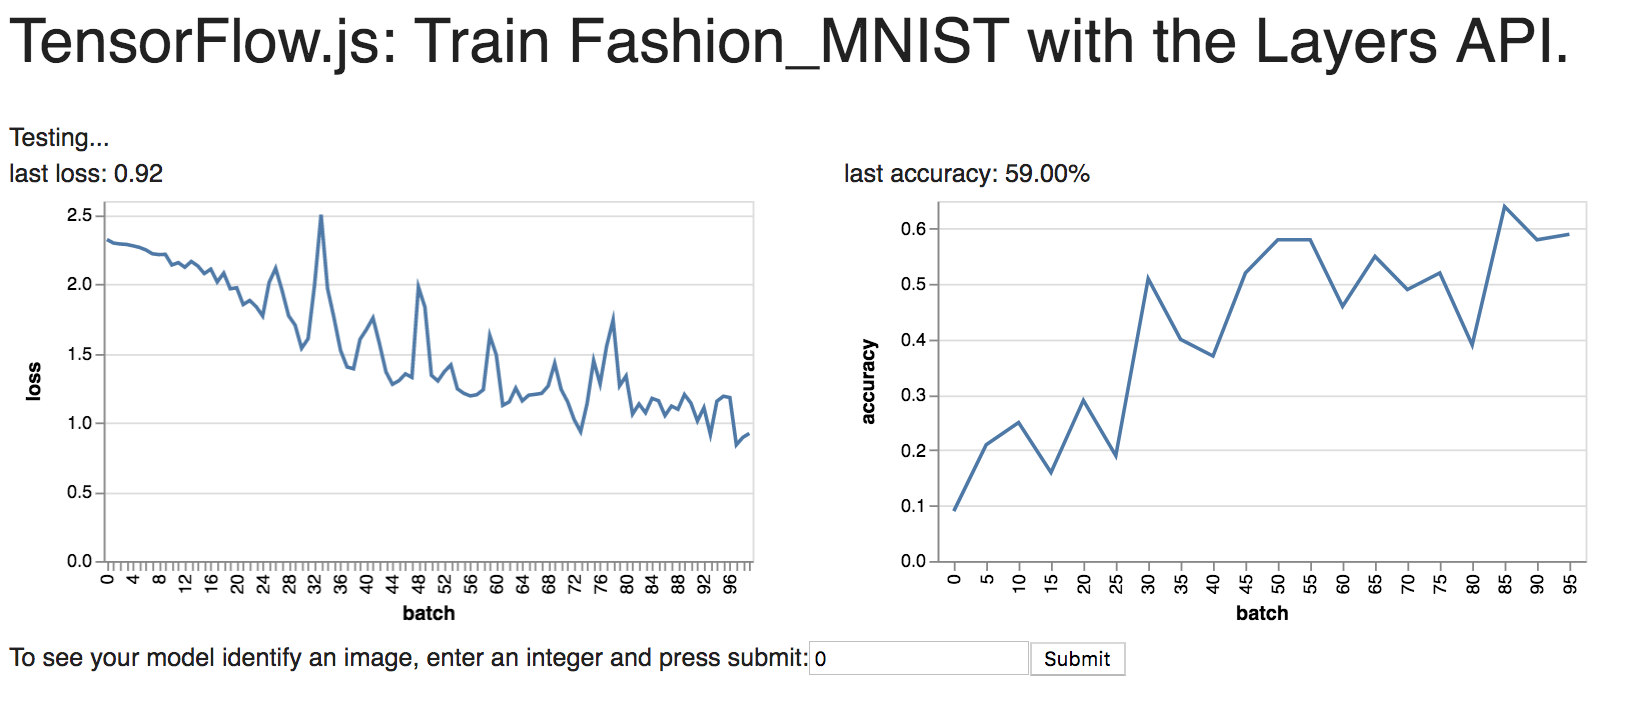 TensorFlow.js: Train Fashion_MNIST with the Layers API.
Testing...
last loss: 0.92
last accuracy: 59.00%
2.5
2.0
1.5
1.0
0.5
0.0
loss
0 4 8 12 16 20 24 28 32 36 40 44 48 52 56 60 64 68 72 76 80 84 88 92 96
batch
0.6
0.5
0.4
0.3
0.2
0.1
0.0
accuracy
0 5 10 15 20 25 30 35 40 45 50 55 60 65 70 75 80 85 90 95
batch
To see your model identify an image, enter an integer and press submit: 0 Submit